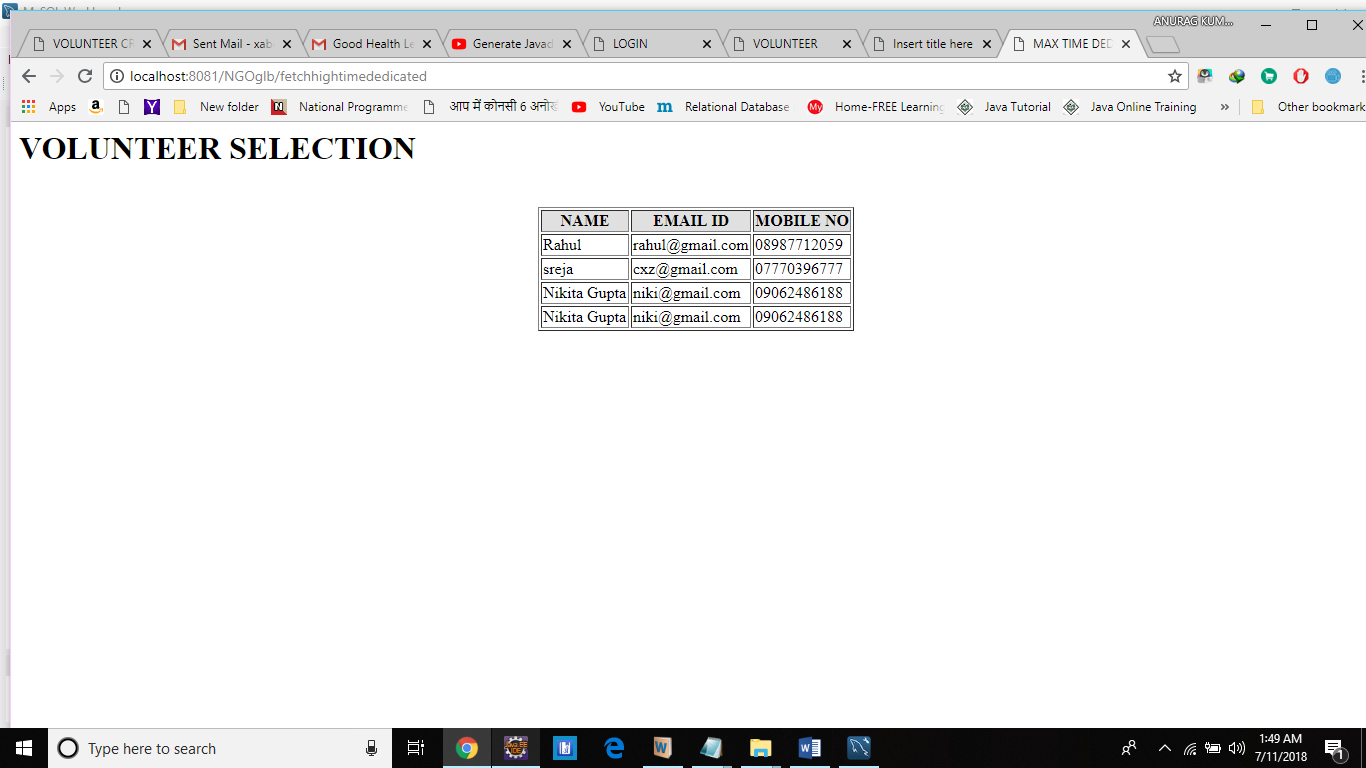 ANURAG KUM...
VOLUNTEER CR
Sent Mail - xab
Good Health Le
Generate Javad
LOGIN
VOLUNTEER
Insert title here
MAX TIME DED
localhost:8081/NGOglb/fetchhightimededicated
Apps
New folder
National Programme
आप में कोनसी 6 अनोख
YouTube
Relational Database
Home-FREE Learning
Java Tutorial
Java Online Training
»
Other bookmark
VOLUNTEER SELECTION
NAME EMAIL ID MOBILE NO
Rahul rahul@gmail.com 08987712059
sreja cxz@gmail.com 07770396777
Nikita Gupta niki@gmail.com 09062486188
Nikita Gupta niki@gmail.com 09062486188
Type here to search
1:49 AM
7/11/2018
1